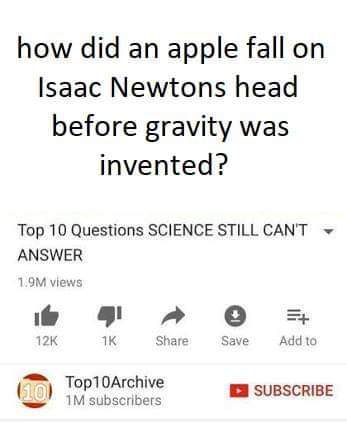 how did an apple fall on
Isaac Newtons head
before gravity was
invented?
Top 10 Questions SCIENCE STILL CAN'T
ANSWER
1.9M views
12K 1K Share Save Add to
10 Top10Archive SUBSCRIBE
1M subscribers